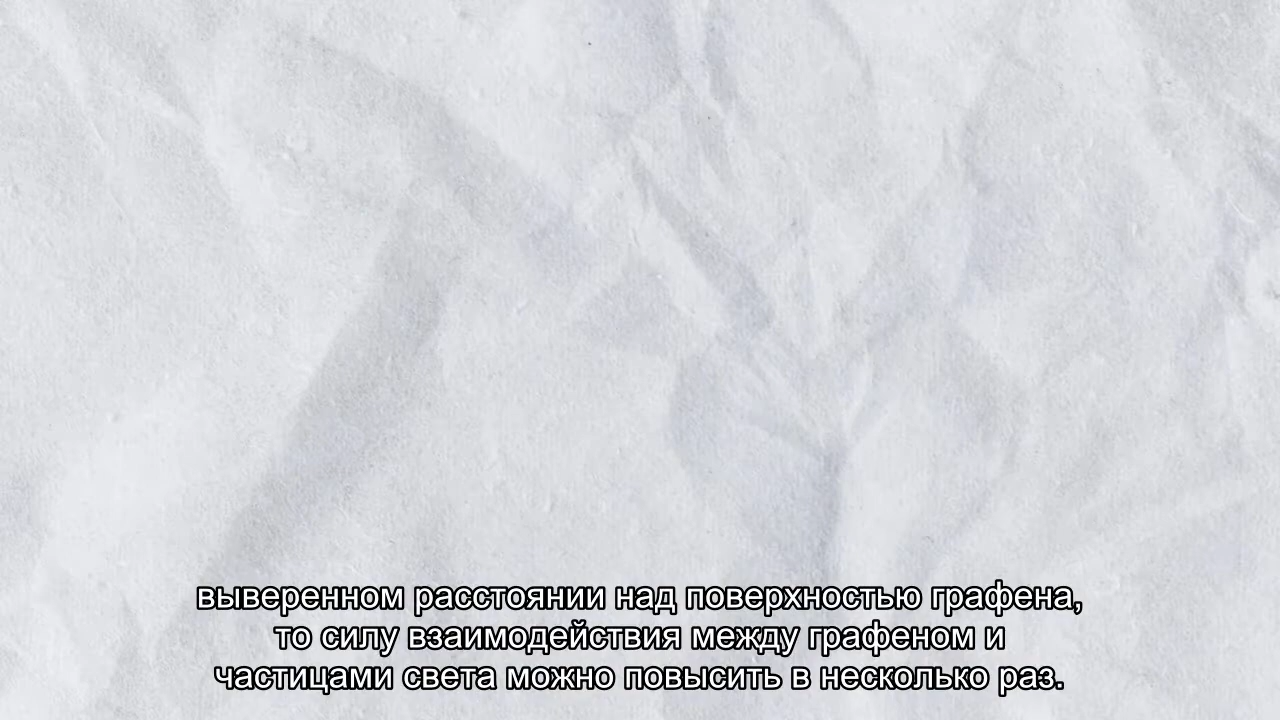 выверенном расстоянии над поверхностью графена,
то силу взаимодействия между графеном и
частицами света можно повысить в несколько раз.